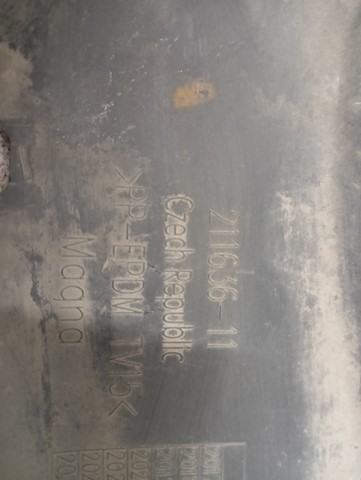 211636-11
Czech Republic
>PP-EPDM TV15<
Magna